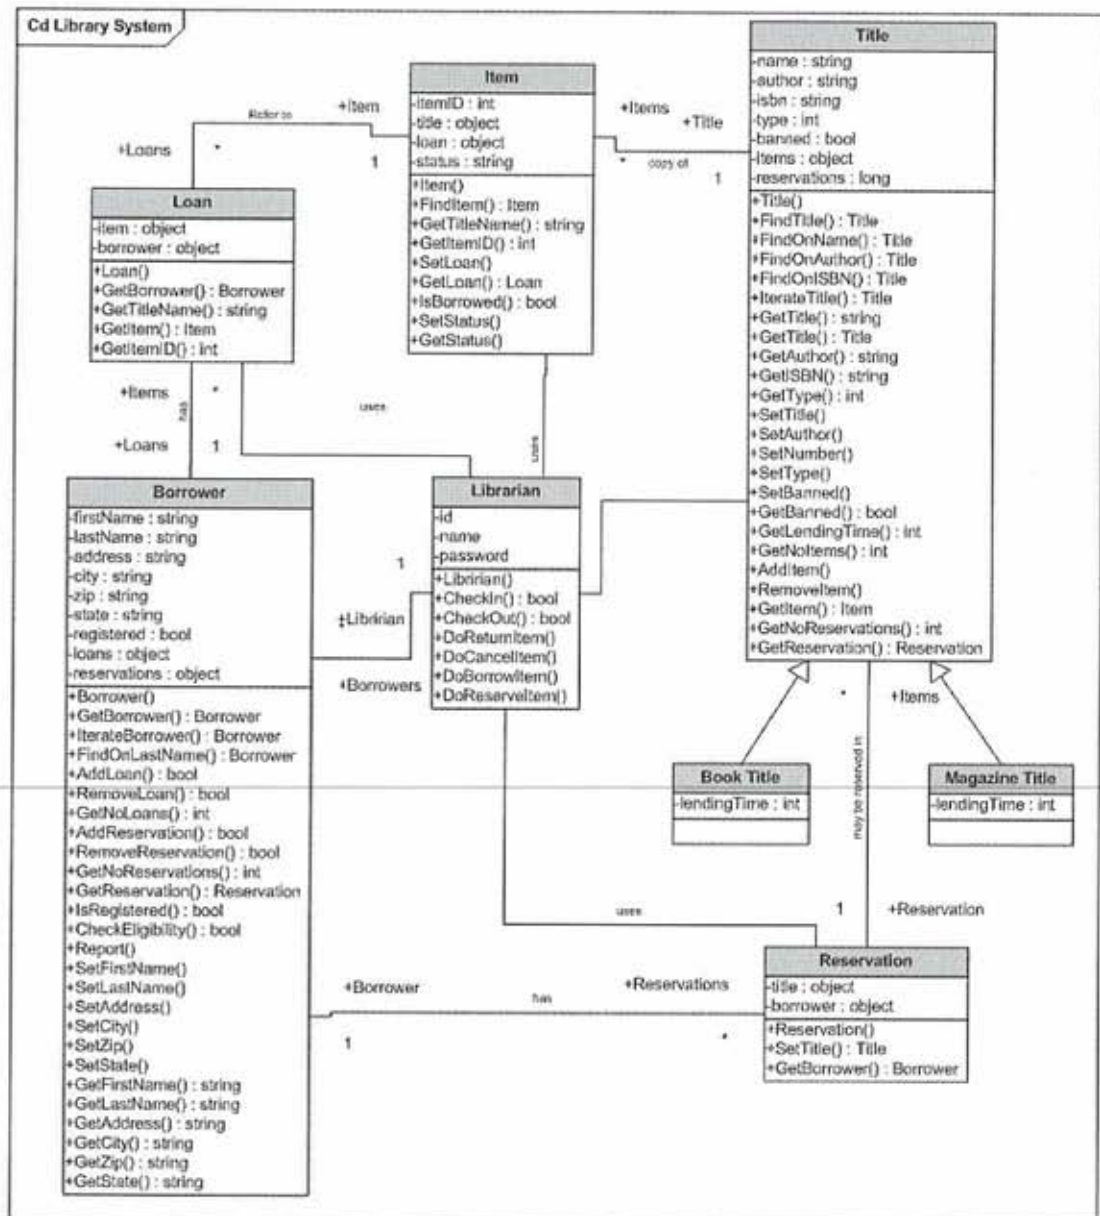 Cd Library System
Title
-name : string
-author : string
-isbn : string
-type : int
-banned : bool
-Items : object
-reservations : long
+Title()
+FindTitle() : Title
+FindOnName() : Title
+FindOnAuthor() : Title
+FindOnISBN() : Title
+IterateTitle() : Title
+GetTitle() : string
+GetTitle() : Title
+GetAuthor() : string
+GetISBN() : string
+GetType() : int
+SetTitle()
+SetAuthor()
+SetNumber()
+SetType()
+SetBanned()
+GetBanned() : bool
+GetLendingTime() : int
+GetNoItems() : int
+AddItem()
+RemoveItem()
+GetItem() : Item
+GetNoReservations() : int
+GetReservation() : Reservation
Item
-itemID : int
-title : object
-loan : object
-status : string
+Item()
+FindItem() : Item
+GetTitleName() : string
+GetItemID() : int
+SetLoan()
+GetLoan() : Loan
+IsBorrowed() : bool
+SetStatus()
+GetStatus()
+Items
+Title
*
copy of
1
Refer to
+Item
+Loans
*
1
Loan
-item : object
-borrower : object
+Loan()
+GetBorrower() : Borrower
+GetTitleName() : string
+GetItem() : Item
+GetItemID() : int
+Items
*
has
uses
uses
+Loans
1
Borrower
-firstName : string
-lastName : string
-address : string
-city : string
-zip : string
-state : string
-registered : bool
-loans : object
-reservations : object
+Borrower()
+GetBorrower() : Borrower
+IterateBorrower() : Borrower
+FindOnLastName() : Borrower
+AddLoan() : bool
+RemoveLoan() : bool
+GetNoLoans() : int
+AddReservation() : bool
+RemoveReservation() : bool
+GetNoReservations() : int
+GetReservation() : Reservation
+IsRegistered() : bool
+CheckEligibility() : bool
+Report()
+SetFirstName()
+SetLastName()
+SetAddress()
+SetCity()
+SetZip()
+SetState()
+GetFirstName() : string
+GetLastName() : string
+GetAddress() : string
+GetCity() : string
+GetZip() : string
+GetState() : string
Librarian
-id
-name
-password
+Libririan()
+CheckIn() : bool
+CheckOut() : bool
+DoReturnItem()
+DoCancelItem()
+DoBorrowItem()
+DoReserveItem()
1
+Libririan
+Borrowers
*
+Items
Book Title
-lendingTime : int
Magazine Title
-lendingTime : int
may be reserved in
uses
1
+Reservation
Reservation
-title : object
-borrower : object
+Reservation()
+SetTitle() : Title
+GetBorrower() : Borrower
+Borrower
+Reservations
has
1
*